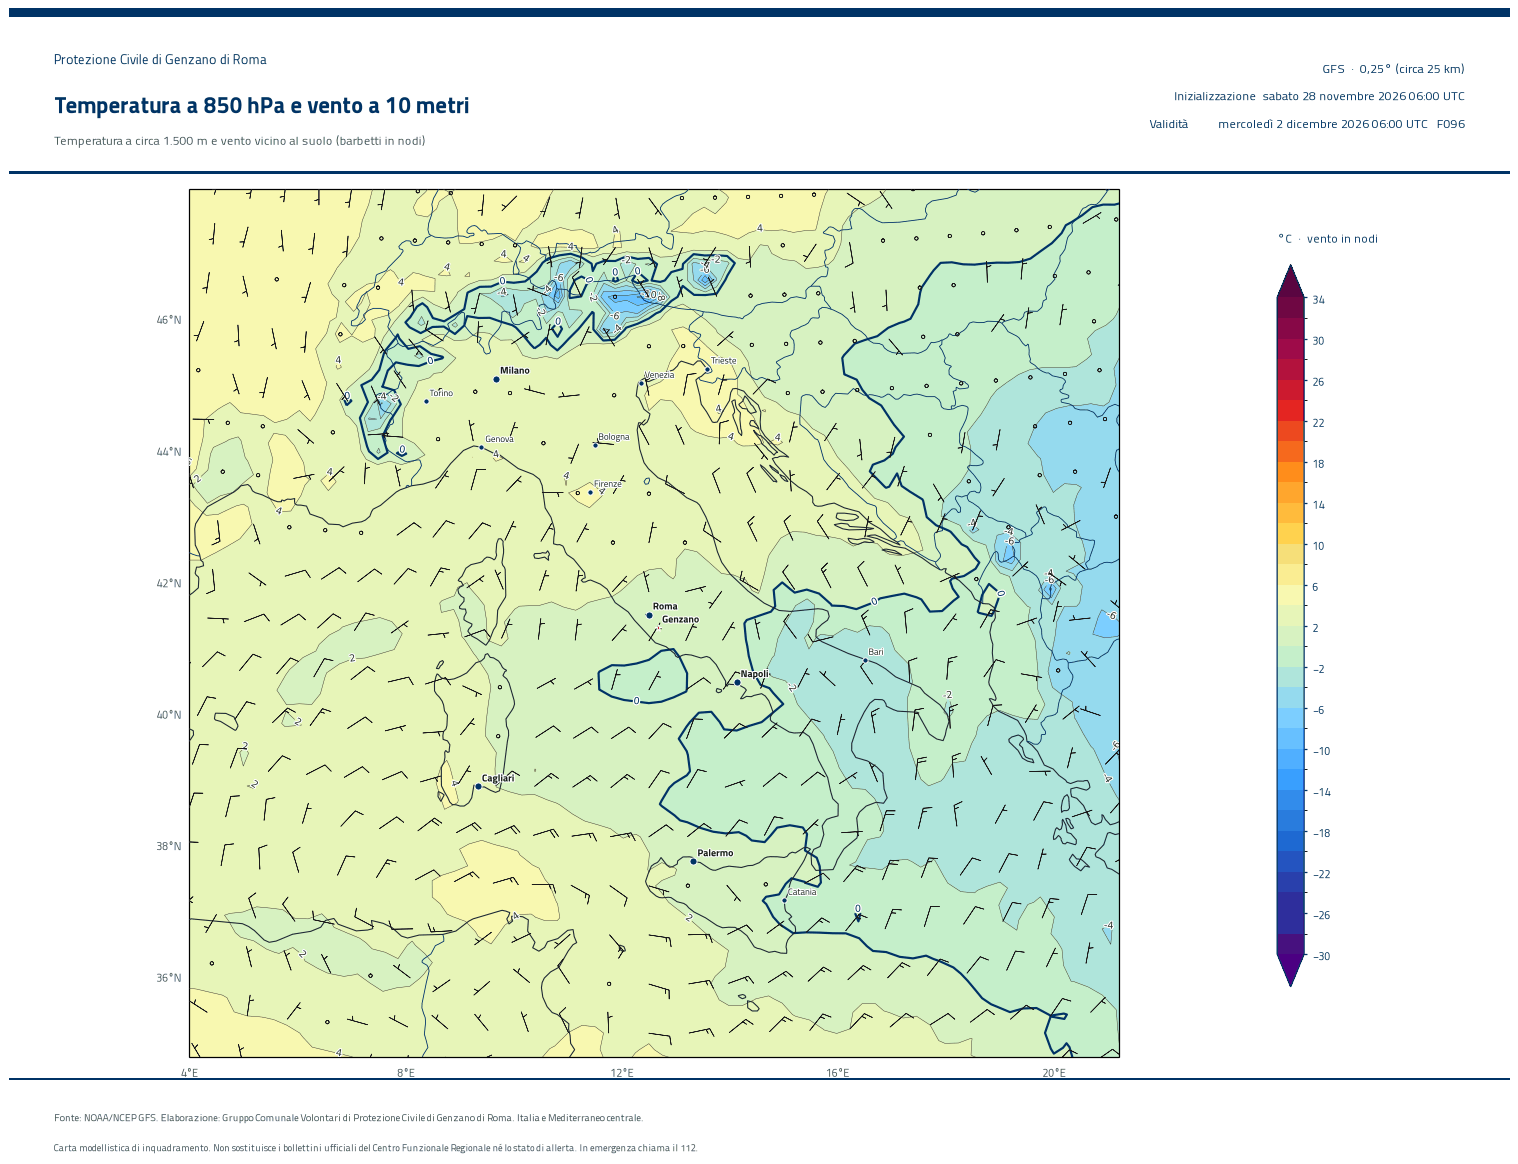 Protezione Civile di Genzano di Roma
Temperatura a 850 hPa e vento a 10 metri
Temperatura a circa 1.500 m e vento vicino al suolo (barbetti in nodi)
GFS · 0,25° (circa 25 km)
Inizializzazione sabato 28 novembre 2026 06:00 UTC
Validità mercoledì 2 dicembre 2026 06:00 UTC F096
°C · vento in nodi
34
30
26
22
18
14
10
6
2
−2
−6
−10
−14
−18
−22
−26
−30
46°N
44°N
42°N
40°N
38°N
36°N
4°E
8°E
12°E
16°E
20°E
Trieste
Milano
Venezia
Torino
Genova
Bologna
Firenze
Roma
Genzano
Bari
Napoli
Cagliari
Palermo
Catania
Fonte: NOAA/NCEP GFS. Elaborazione: Gruppo Comunale Volontari di Protezione Civile di Genzano di Roma. Italia e Mediterraneo centrale.
Carta modellistica di inquadramento. Non sostituisce i bollettini ufficiali del Centro Funzionale Regionale né lo stato di allerta. In emergenza chiama il 112.